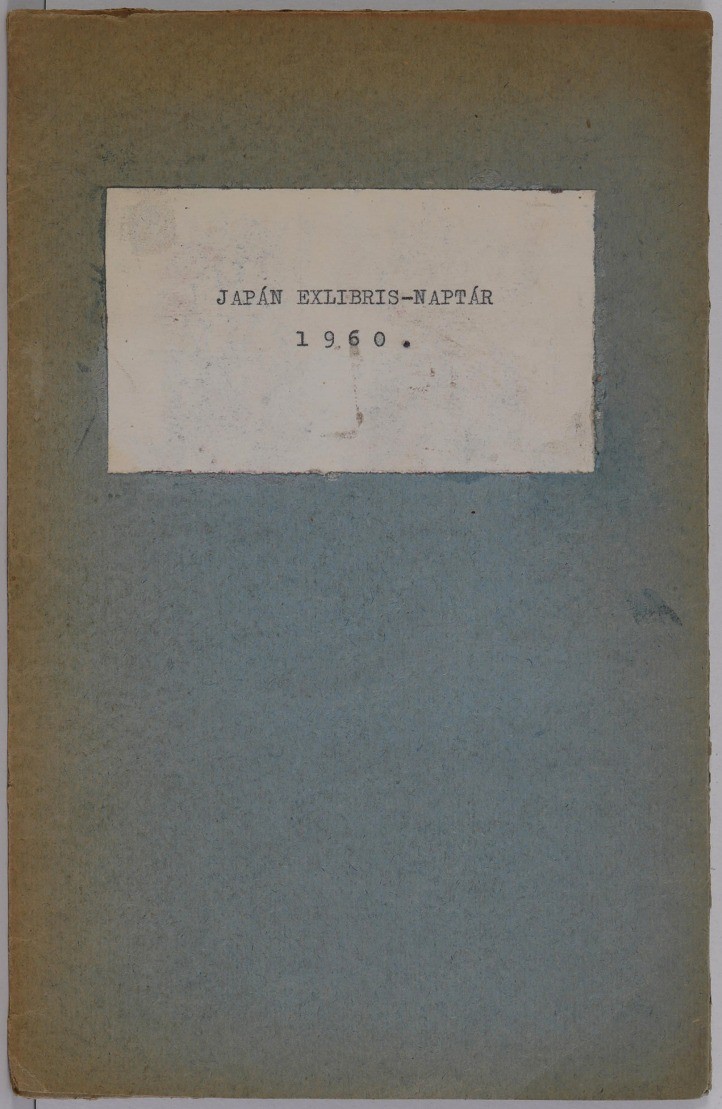 JAPÁN EXLIBRIS-NAPTÁR
1960.